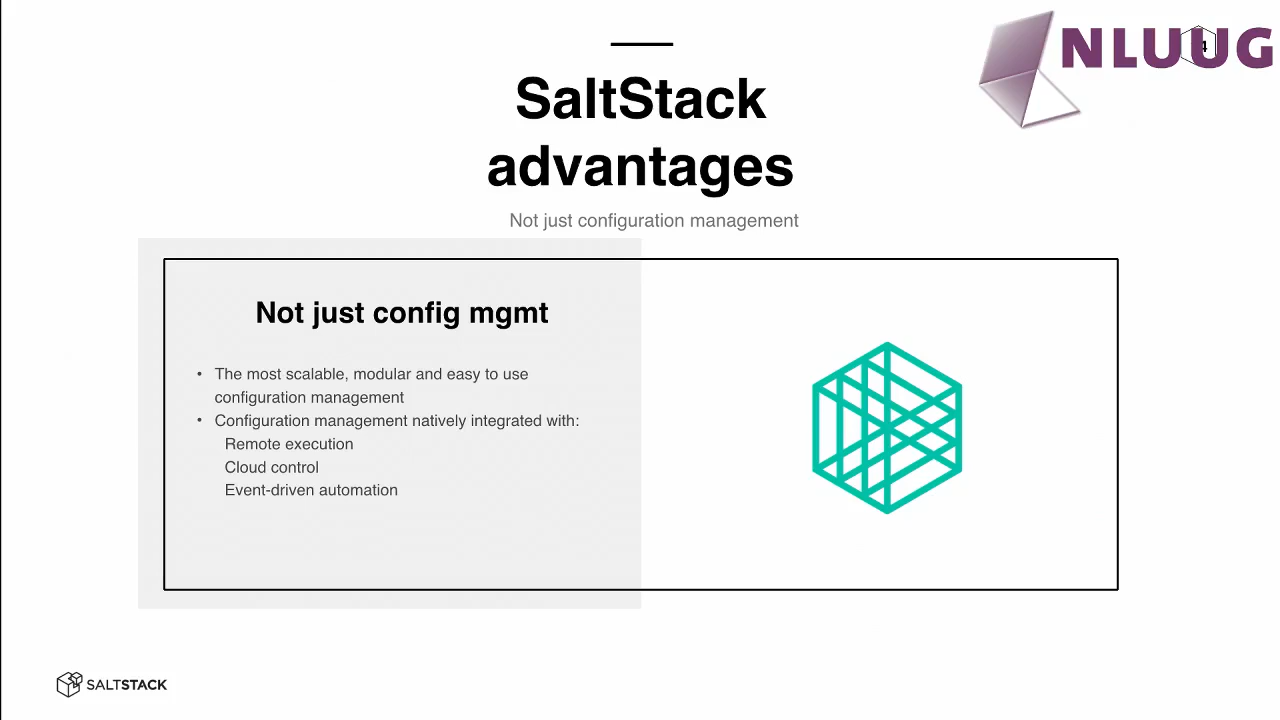 NLUUG
4
SaltStack
advantages
Not just configuration management
Not just config mgmt
• The most scalable, modular and easy to use
configuration management
• Configuration management natively integrated with:
Remote execution
Cloud control
Event-driven automation
SALTSTACK